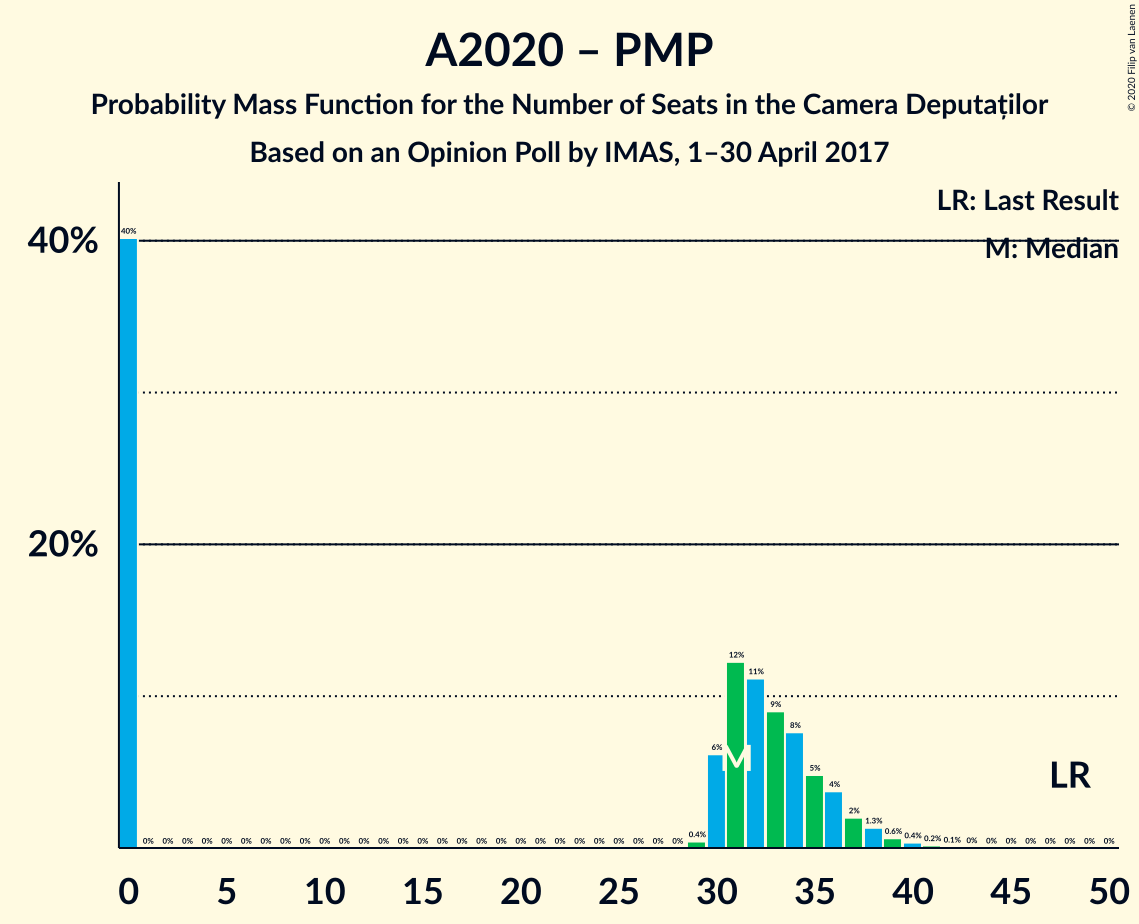 A2020 – PMP
Probability Mass Function for the Number of Seats in the Camera Deputaților
Based on an Opinion Poll by IMAS, 1–30 April 2017
© 2020 Filip van Laenen
LR: Last Result
M: Median
40%
20%
40% 0% 0% 0% 0% 0% 0% 0% 0% 0% 0% 0% 0% 0% 0% 0% 0% 0% 0% 0% 0% 0% 0% 0% 0% 0% 0% 0% 0% 0.4% 6% 12% 11% 9% 8% 5% 4% 2% 1.3% 0.6% 0.4% 0.2% 0.1% 0% 0% 0% 0% 0% 0% 0% 0%
M
LR
0 5 10 15 20 25 30 35 40 45 50